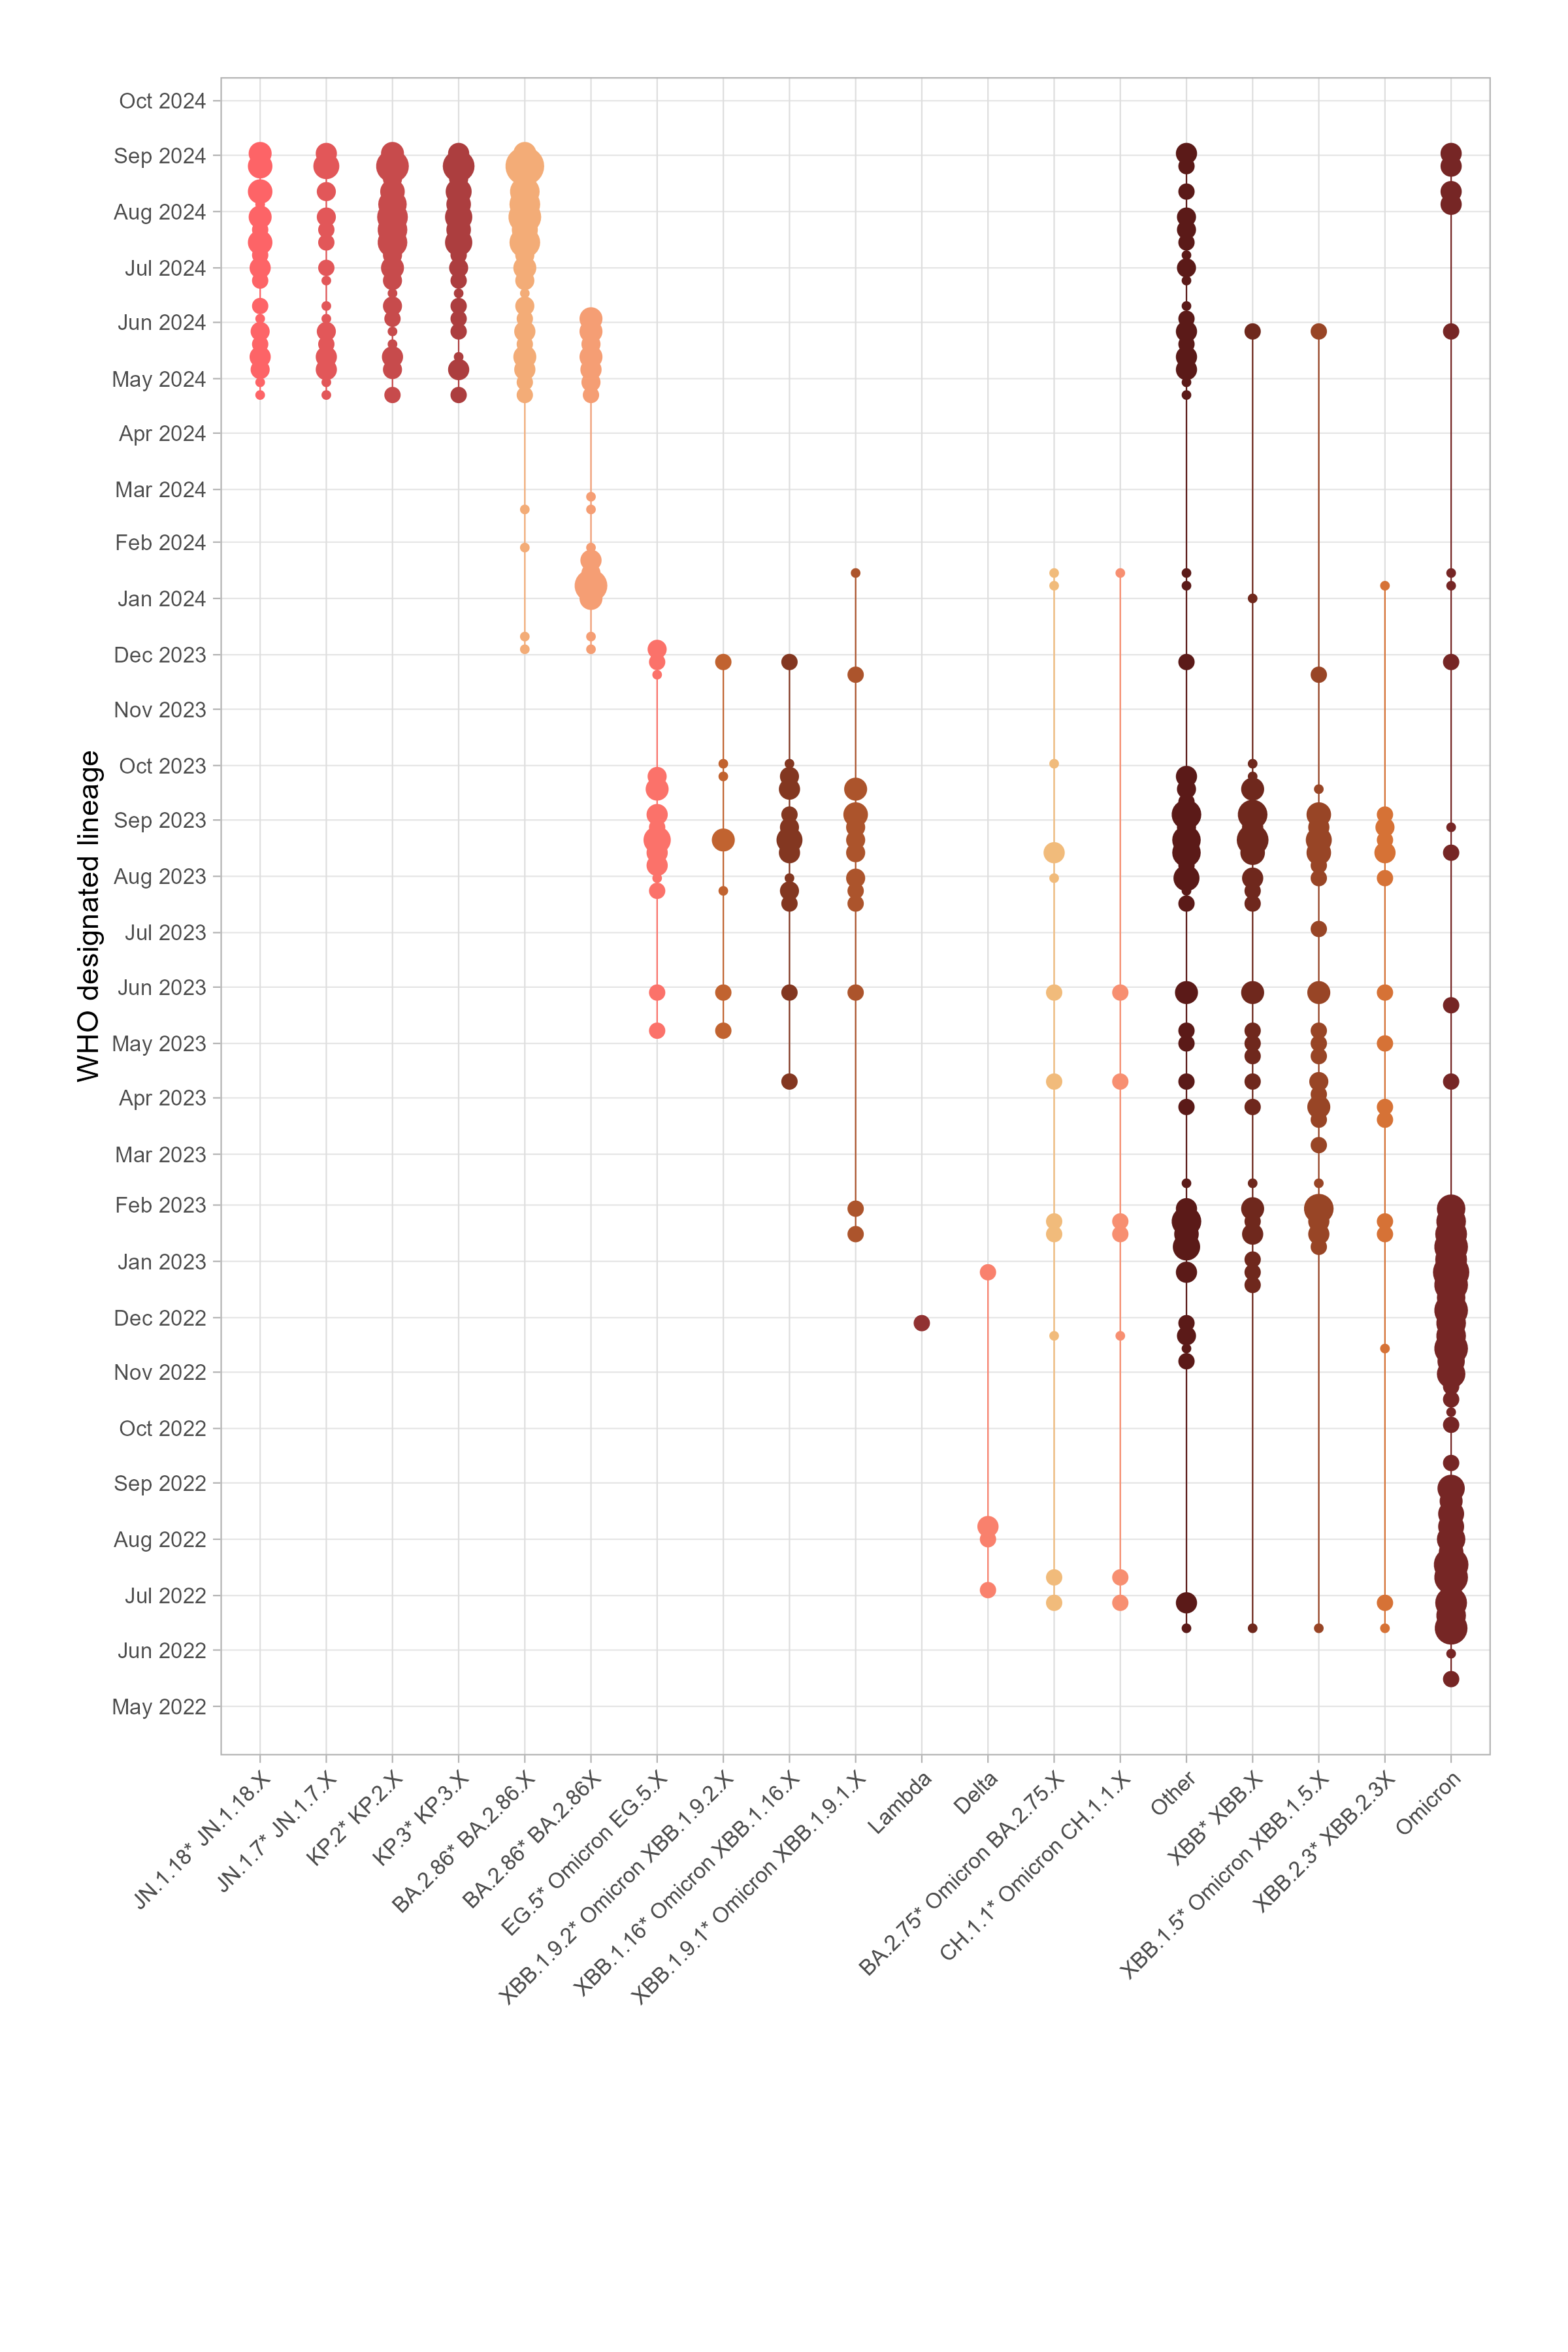 Oct 2024
Sep 2024
Aug 2024
Jul 2024
Jun 2024
May 2024
Apr 2024
Mar 2024
Feb 2024
Jan 2024
Dec 2023
Nov 2023
Oct 2023
Sep 2023
Aug 2023
Jul 2023
Jun 2023
May 2023
Apr 2023
Mar 2023
Feb 2023
Jan 2023
Dec 2022
Nov 2022
Oct 2022
Sep 2022
Aug 2022
Jul 2022
Jun 2022
May 2022
WHO designated lineage
JN.1.18* JN.1.18.X
JN.1.7* JN.1.7.X
KP.2* KP.2.X
KP.3* KP.3.X
BA.2.86* BA.2.86.X
BA.2.86* BA.2.86X
EG.5* Omicron EG.5.X
XBB.1.9.2* Omicron XBB.1.9.2.X
XBB.1.16* Omicron XBB.1.16.X
XBB.1.9.1* Omicron XBB.1.9.1.X
Lambda
Delta
BA.2.75* Omicron BA.2.75.X
CH.1.1* Omicron CH.1.1.X
Other
XBB* XBB.X
XBB.1.5* Omicron XBB.1.5.X
XBB.2.3* XBB.2.3X
Omicron